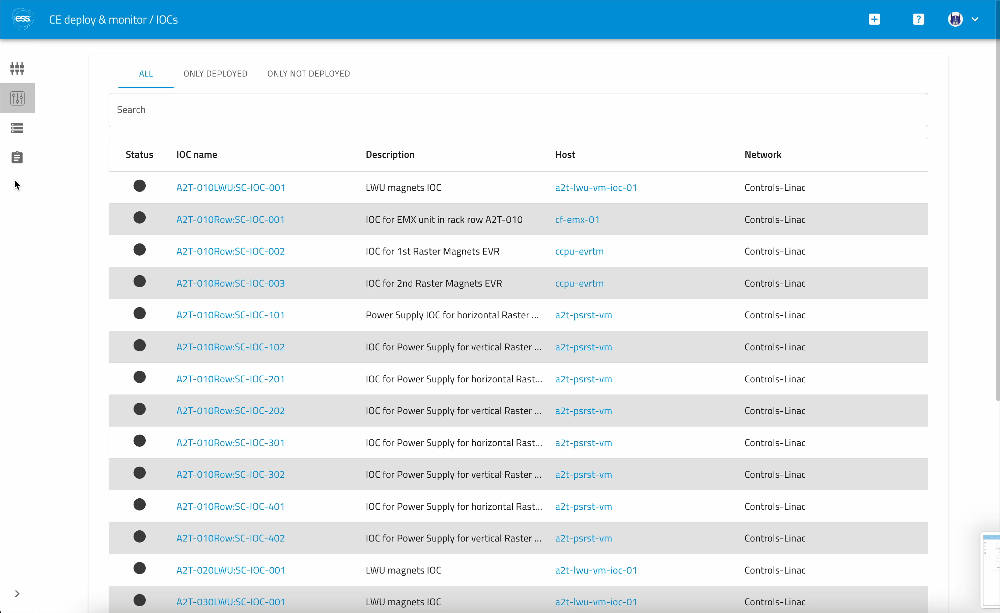 ess CE deploy & monitor / IOCs
ALL ONLY DEPLOYED ONLY NOT DEPLOYED
Search
Status IOC name Description Host Network
A2T-010LWU:SC-IOC-001 LWU magnets IOC a2t-lwu-vm-ioc-01 Controls-Linac
A2T-010Row:SC-IOC-001 IOC for EMX unit in rack row A2T-010 cf-emx-01 Controls-Linac
A2T-010Row:SC-IOC-002 IOC for 1st Raster Magnets EVR ccpu-evrtm Controls-Linac
A2T-010Row:SC-IOC-003 IOC for 2nd Raster Magnets EVR ccpu-evrtm Controls-Linac
A2T-010Row:SC-IOC-101 Power Supply IOC for horizontal Raster ... a2t-psrst-vm Controls-Linac
A2T-010Row:SC-IOC-102 IOC for Power Supply for vertical Raster ... a2t-psrst-vm Controls-Linac
A2T-010Row:SC-IOC-201 IOC for Power Supply for horizontal Rast... a2t-psrst-vm Controls-Linac
A2T-010Row:SC-IOC-202 IOC for Power Supply for vertical Raster ... a2t-psrst-vm Controls-Linac
A2T-010Row:SC-IOC-301 IOC for Power Supply for horizontal Rast... a2t-psrst-vm Controls-Linac
A2T-010Row:SC-IOC-302 IOC for Power Supply for vertical Raster ... a2t-psrst-vm Controls-Linac
A2T-010Row:SC-IOC-401 IOC for Power Supply for horizontal Rast... a2t-psrst-vm Controls-Linac
A2T-010Row:SC-IOC-402 IOC for Power Supply for vertical Raster ... a2t-psrst-vm Controls-Linac
A2T-020LWU:SC-IOC-001 LWU magnets IOC a2t-lwu-vm-ioc-01 Controls-Linac
A2T-030LWU:SC-IOC-001 LWU magnets IOC a2t-lwu-vm-ioc-01 Controls-Linac